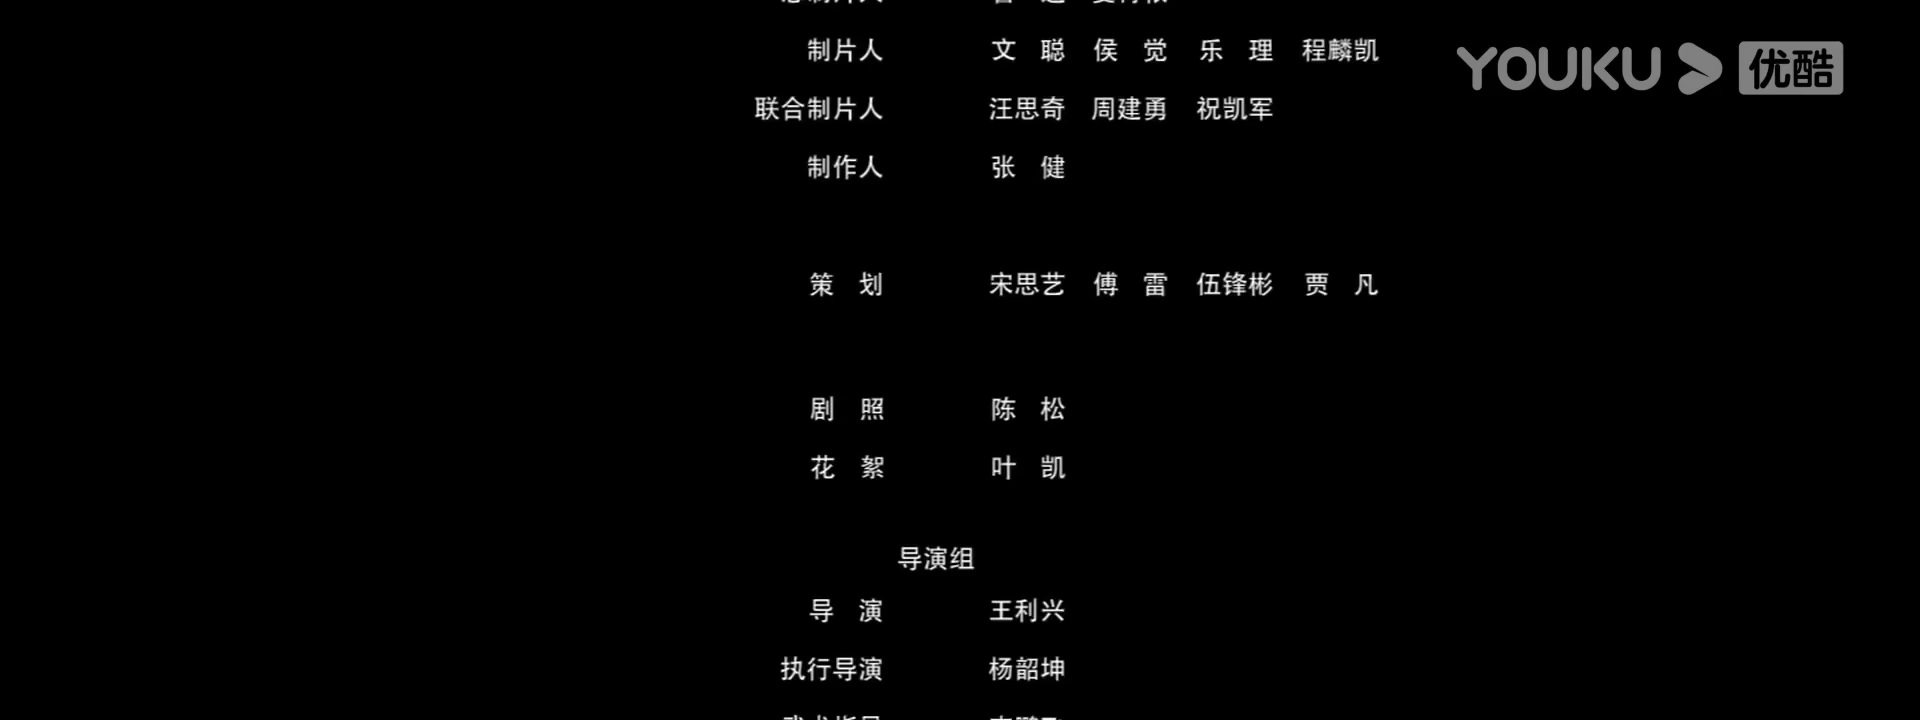 制片人 文 聪 侯 觉 乐 理 程麟凯
YOUKU 优酷
联合制片人 汪思奇 周建勇 祝凯军
制作人 张 健
策 划 宋思艺 傅 雷 伍锋彬 贾 凡
剧 照 陈 松
花 絮 叶 凯
导演组
导 演 王利兴
执行导演 杨韶坤